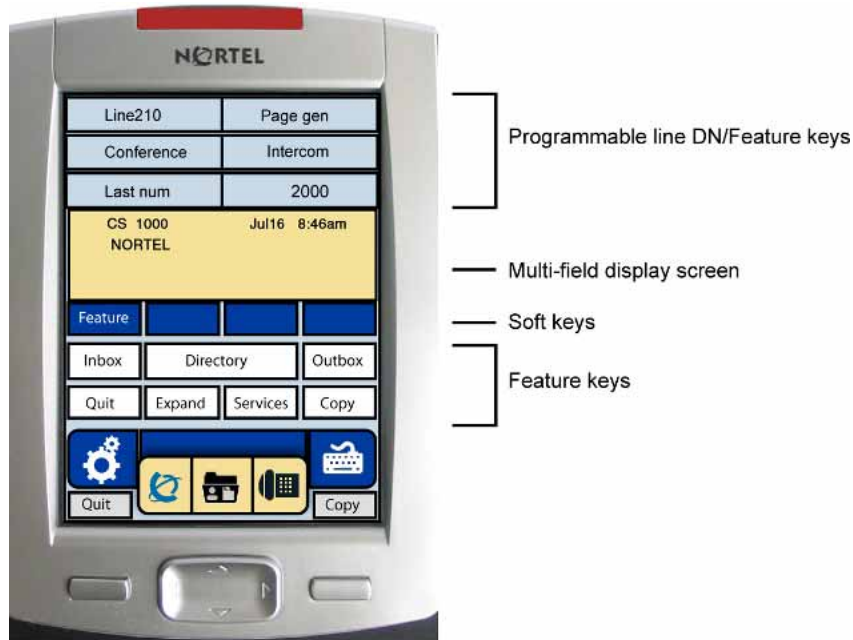 NORTEL
Line210 Page gen
Conference Intercom
Last num 2000
CS 1000 Jul16 8:46am
NORTEL
Feature
Inbox Directory Outbox
Quit Expand Services Copy
Quit Copy
Programmable line DN/Feature keys
Multi-field display screen
Soft keys
Feature keys